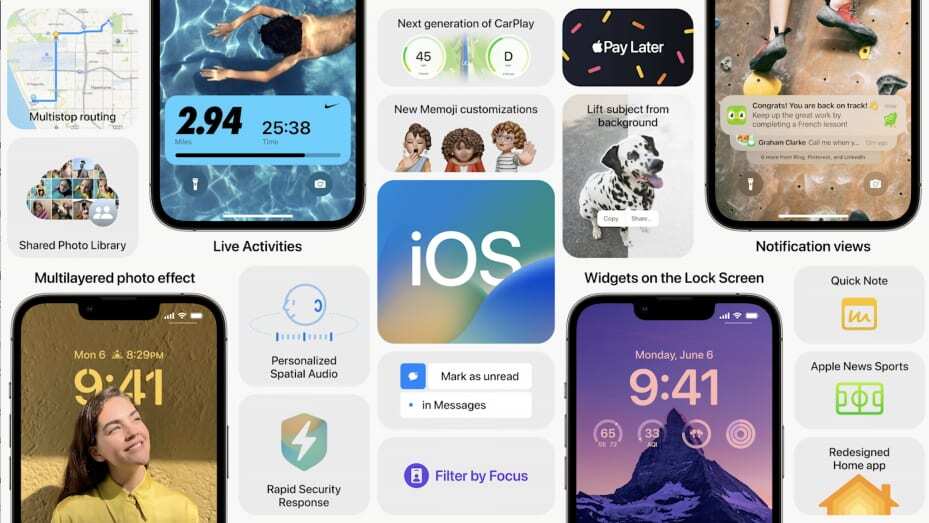 Multistop routing
Shared Photo Library
2.94
Miles
25:38
Time
Live Activities
Next generation of CarPlay
45
D
New Memoji customizations
Pay Later
Lift subject from
background
Copy
Share...
Congrats! You are back on track!
Keep up the great work by
completing a French lesson!
Graham Clarke Call me when y...
6 more from Ring, Pinterest, and LinkedIn
Notification views
iOS
Multilayered photo effect
Mon 6 8:29PM
9:41
Personalized
Spatial Audio
Rapid Security
Response
Mark as unread
in Messages
Filter by Focus
Widgets on the Lock Screen
Monday, June 6
9:41
65
33
AQI
Quick Note
Apple News Sports
Redesigned
Home app